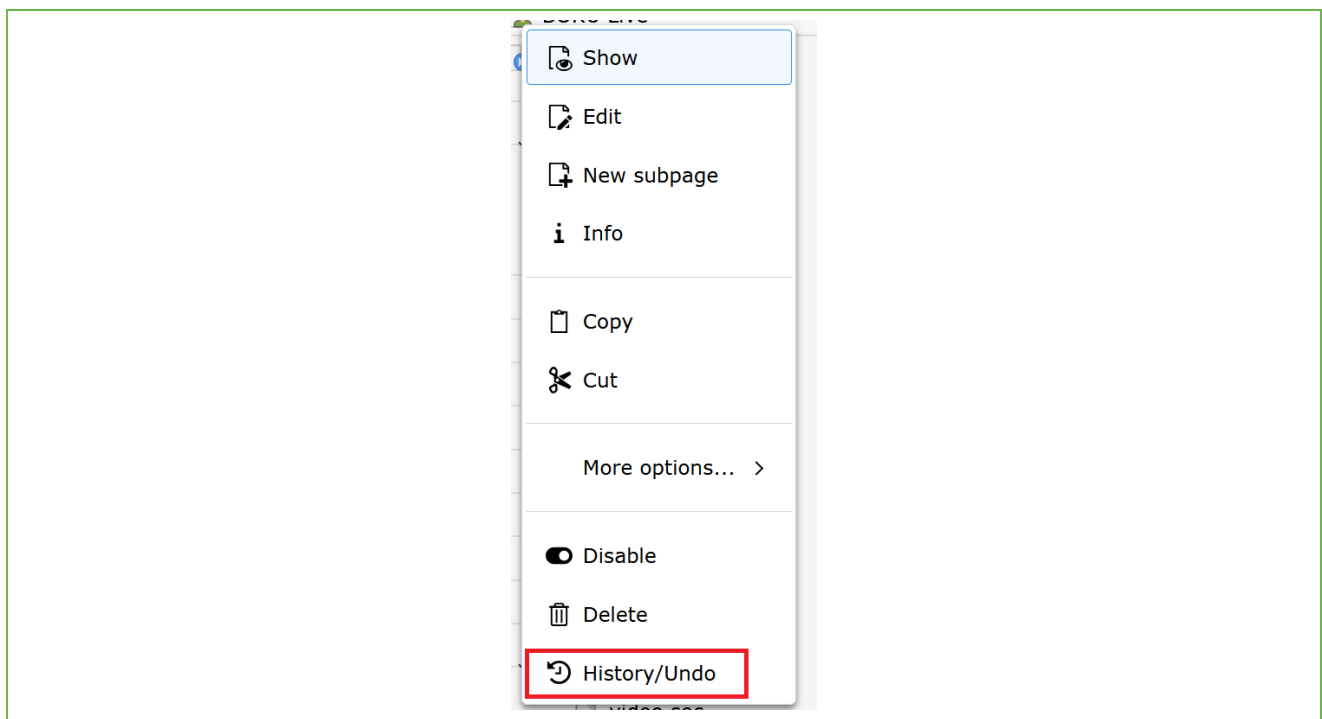 Show
Edit
New subpage
Info
Copy
Cut
More options...
Disable
Delete
History/Undo